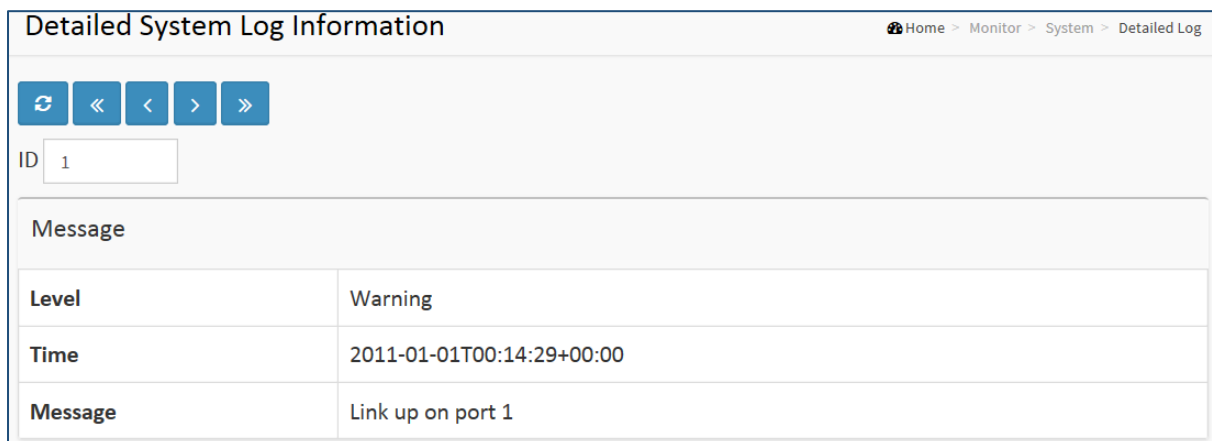 Detailed System Log Information
Home > Monitor > System > Detailed Log
ID 1
Message
Level Warning
Time 2011-01-01T00:14:29+00:00
Message Link up on port 1